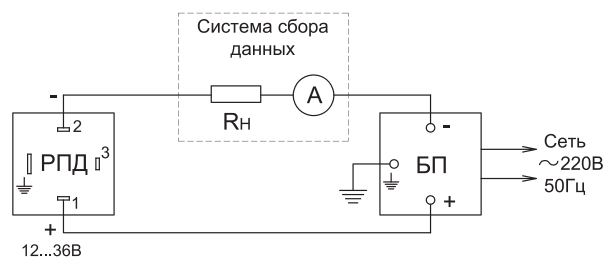 Система сбора
данных
A
Rн
-
2
РПД
3
1
+
12...36В
-
БП
+
Сеть
~220В
50Гц